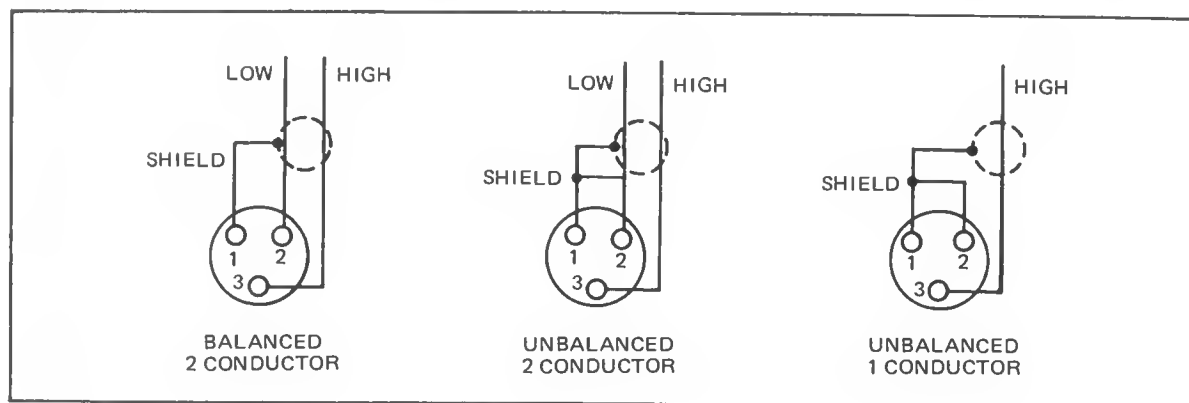 LOW HIGH
SHIELD
1 2
3
BALANCED
2 CONDUCTOR
LOW HIGH
SHIELD
1 2
3
UNBALANCED
2 CONDUCTOR
HIGH
SHIELD
1 2
3
UNBALANCED
1 CONDUCTOR